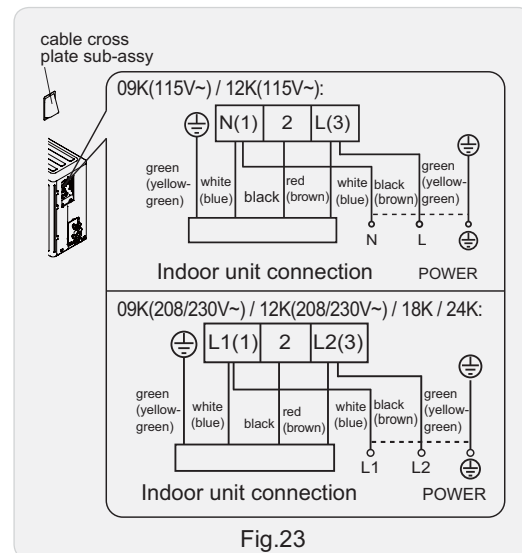 cable cross
plate sub-assy
09K(115V~) / 12K(115V~):
N(1) 2 L(3)
green
(yellow-
green)
white
(blue)
black
red
(brown)
white
(blue)
black
(brown)
green
(yellow-
green)
N L
Indoor unit connection POWER
09K(208/230V~) / 12K(208/230V~) / 18K / 24K:
L1(1) 2 L2(3)
green
(yellow-
green)
white
(blue)
black
red
(brown)
white
(blue)
black
(brown)
green
(yellow-
green)
L1 L2
Indoor unit connection POWER
Fig.23